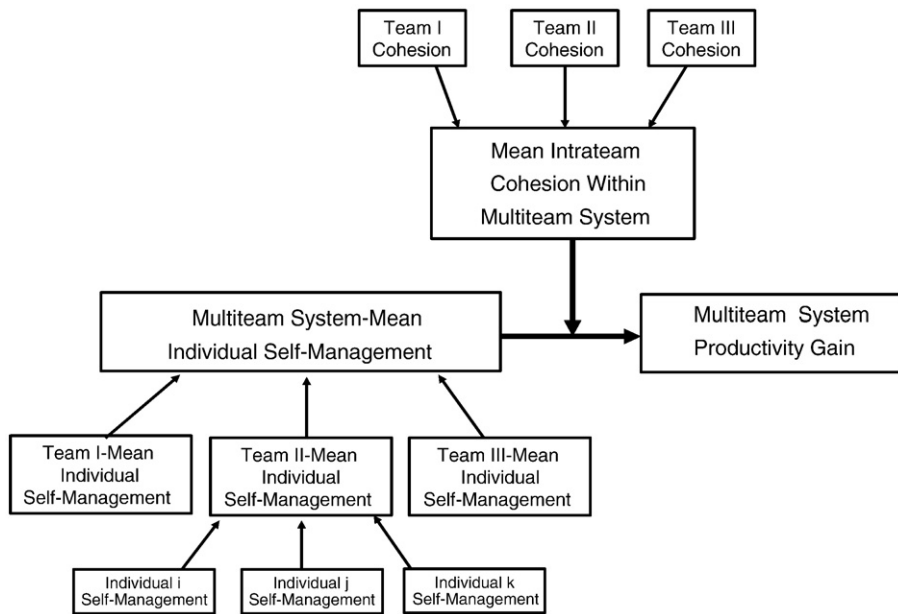 Team I
Cohesion
Team II
Cohesion
Team III
Cohesion
Mean Intrateam
Cohesion Within
Multiteam System
Multiteam System-Mean
Individual Self-Management
Multiteam System
Productivity Gain
Team I-Mean
Individual
Self-Management
Team II-Mean
Individual
Self-Management
Team III-Mean
Individual
Self-Management
Individual i
Self-Management
Individual j
Self-Management
Individual k
Self-Management